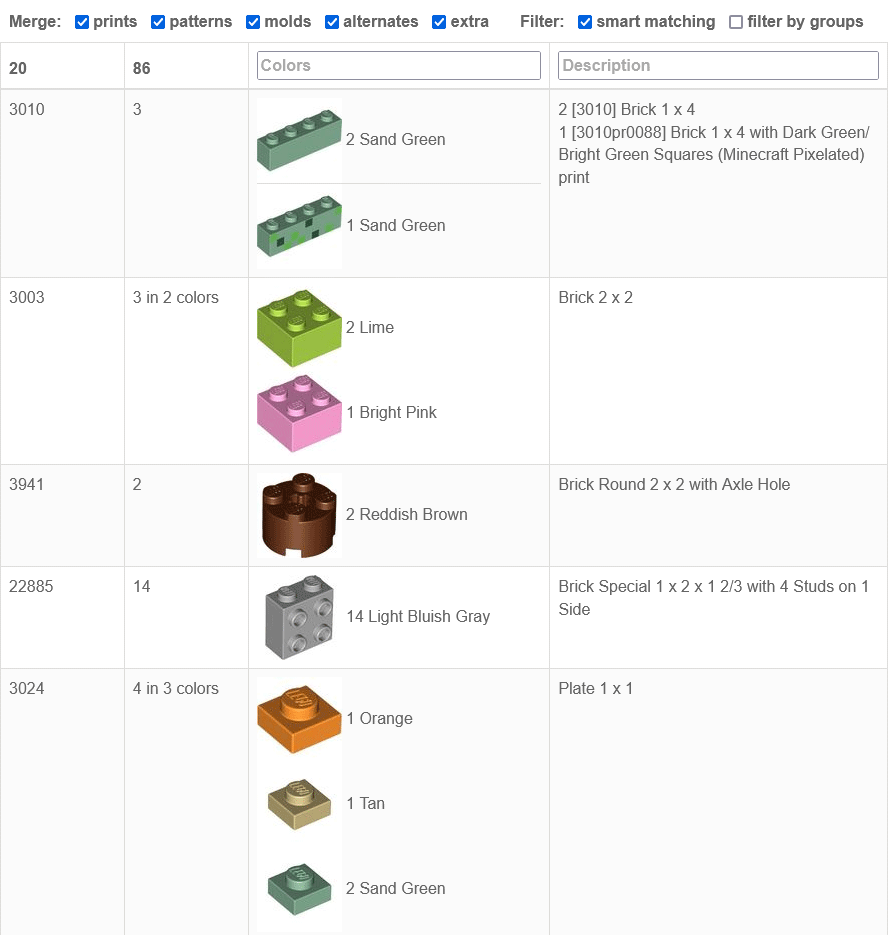 Merge: prints patterns molds alternates extra Filter: smart matching filter by groups
20 86 Colors Description
3010 3 2 [3010] Brick 1 x 4
1 [3010pr0088] Brick 1 x 4 with Dark Green/
2 Sand Green
Bright Green Squares (Minecraft Pixelated)
print
1 Sand Green
3003 3 in 2 colors Brick 2 x 2
2 Lime
1 Bright Pink
3941 2 Brick Round 2 x 2 with Axle Hole
2 Reddish Brown
22885 14 Brick Special 1 x 2 x 1 2/3 with 4 Studs on 1
Side
14 Light Bluish Gray
3024 4 in 3 colors Plate 1 x 1
1 Orange
1 Tan
2 Sand Green